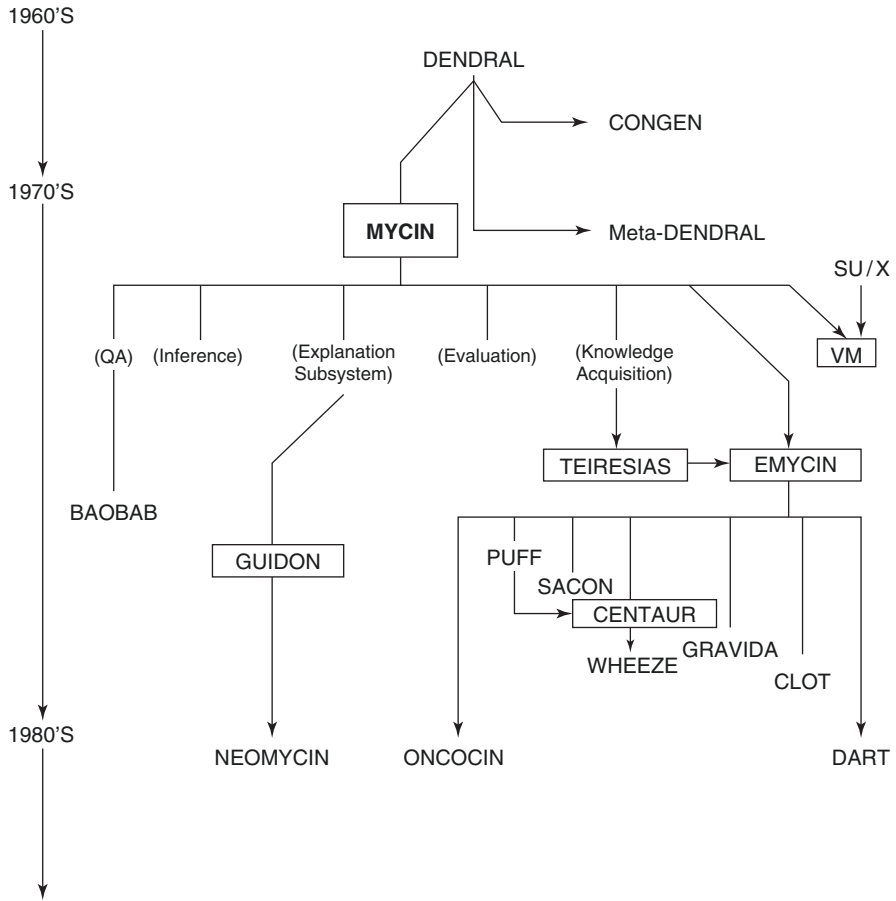 1960'S
DENDRAL
CONGEN
1970'S
MYCIN
Meta-DENDRAL
SU/X
(QA)
(Inference)
(Explanation
Subsystem)
(Evaluation)
(Knowledge
Acquisition)
VM
TEIRESIAS
EMYCIN
BAOBAB
GUIDON
PUFF
SACON
CENTAUR
WHEEZE
GRAVIDA
CLOT
1980'S
NEOMYCIN
ONCOCIN
DART